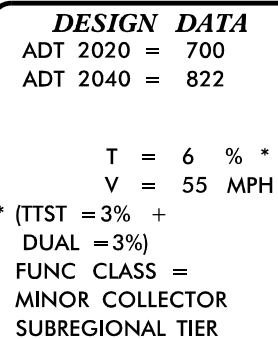 DESIGN DATA
ADT 2020 = 700
ADT 2040 = 822
T = 6 % *
V = 55 MPH
* (TTST =3% +
DUAL =3%)
FUNC CLASS =
MINOR COLLECTOR
SUBREGIONAL TIER